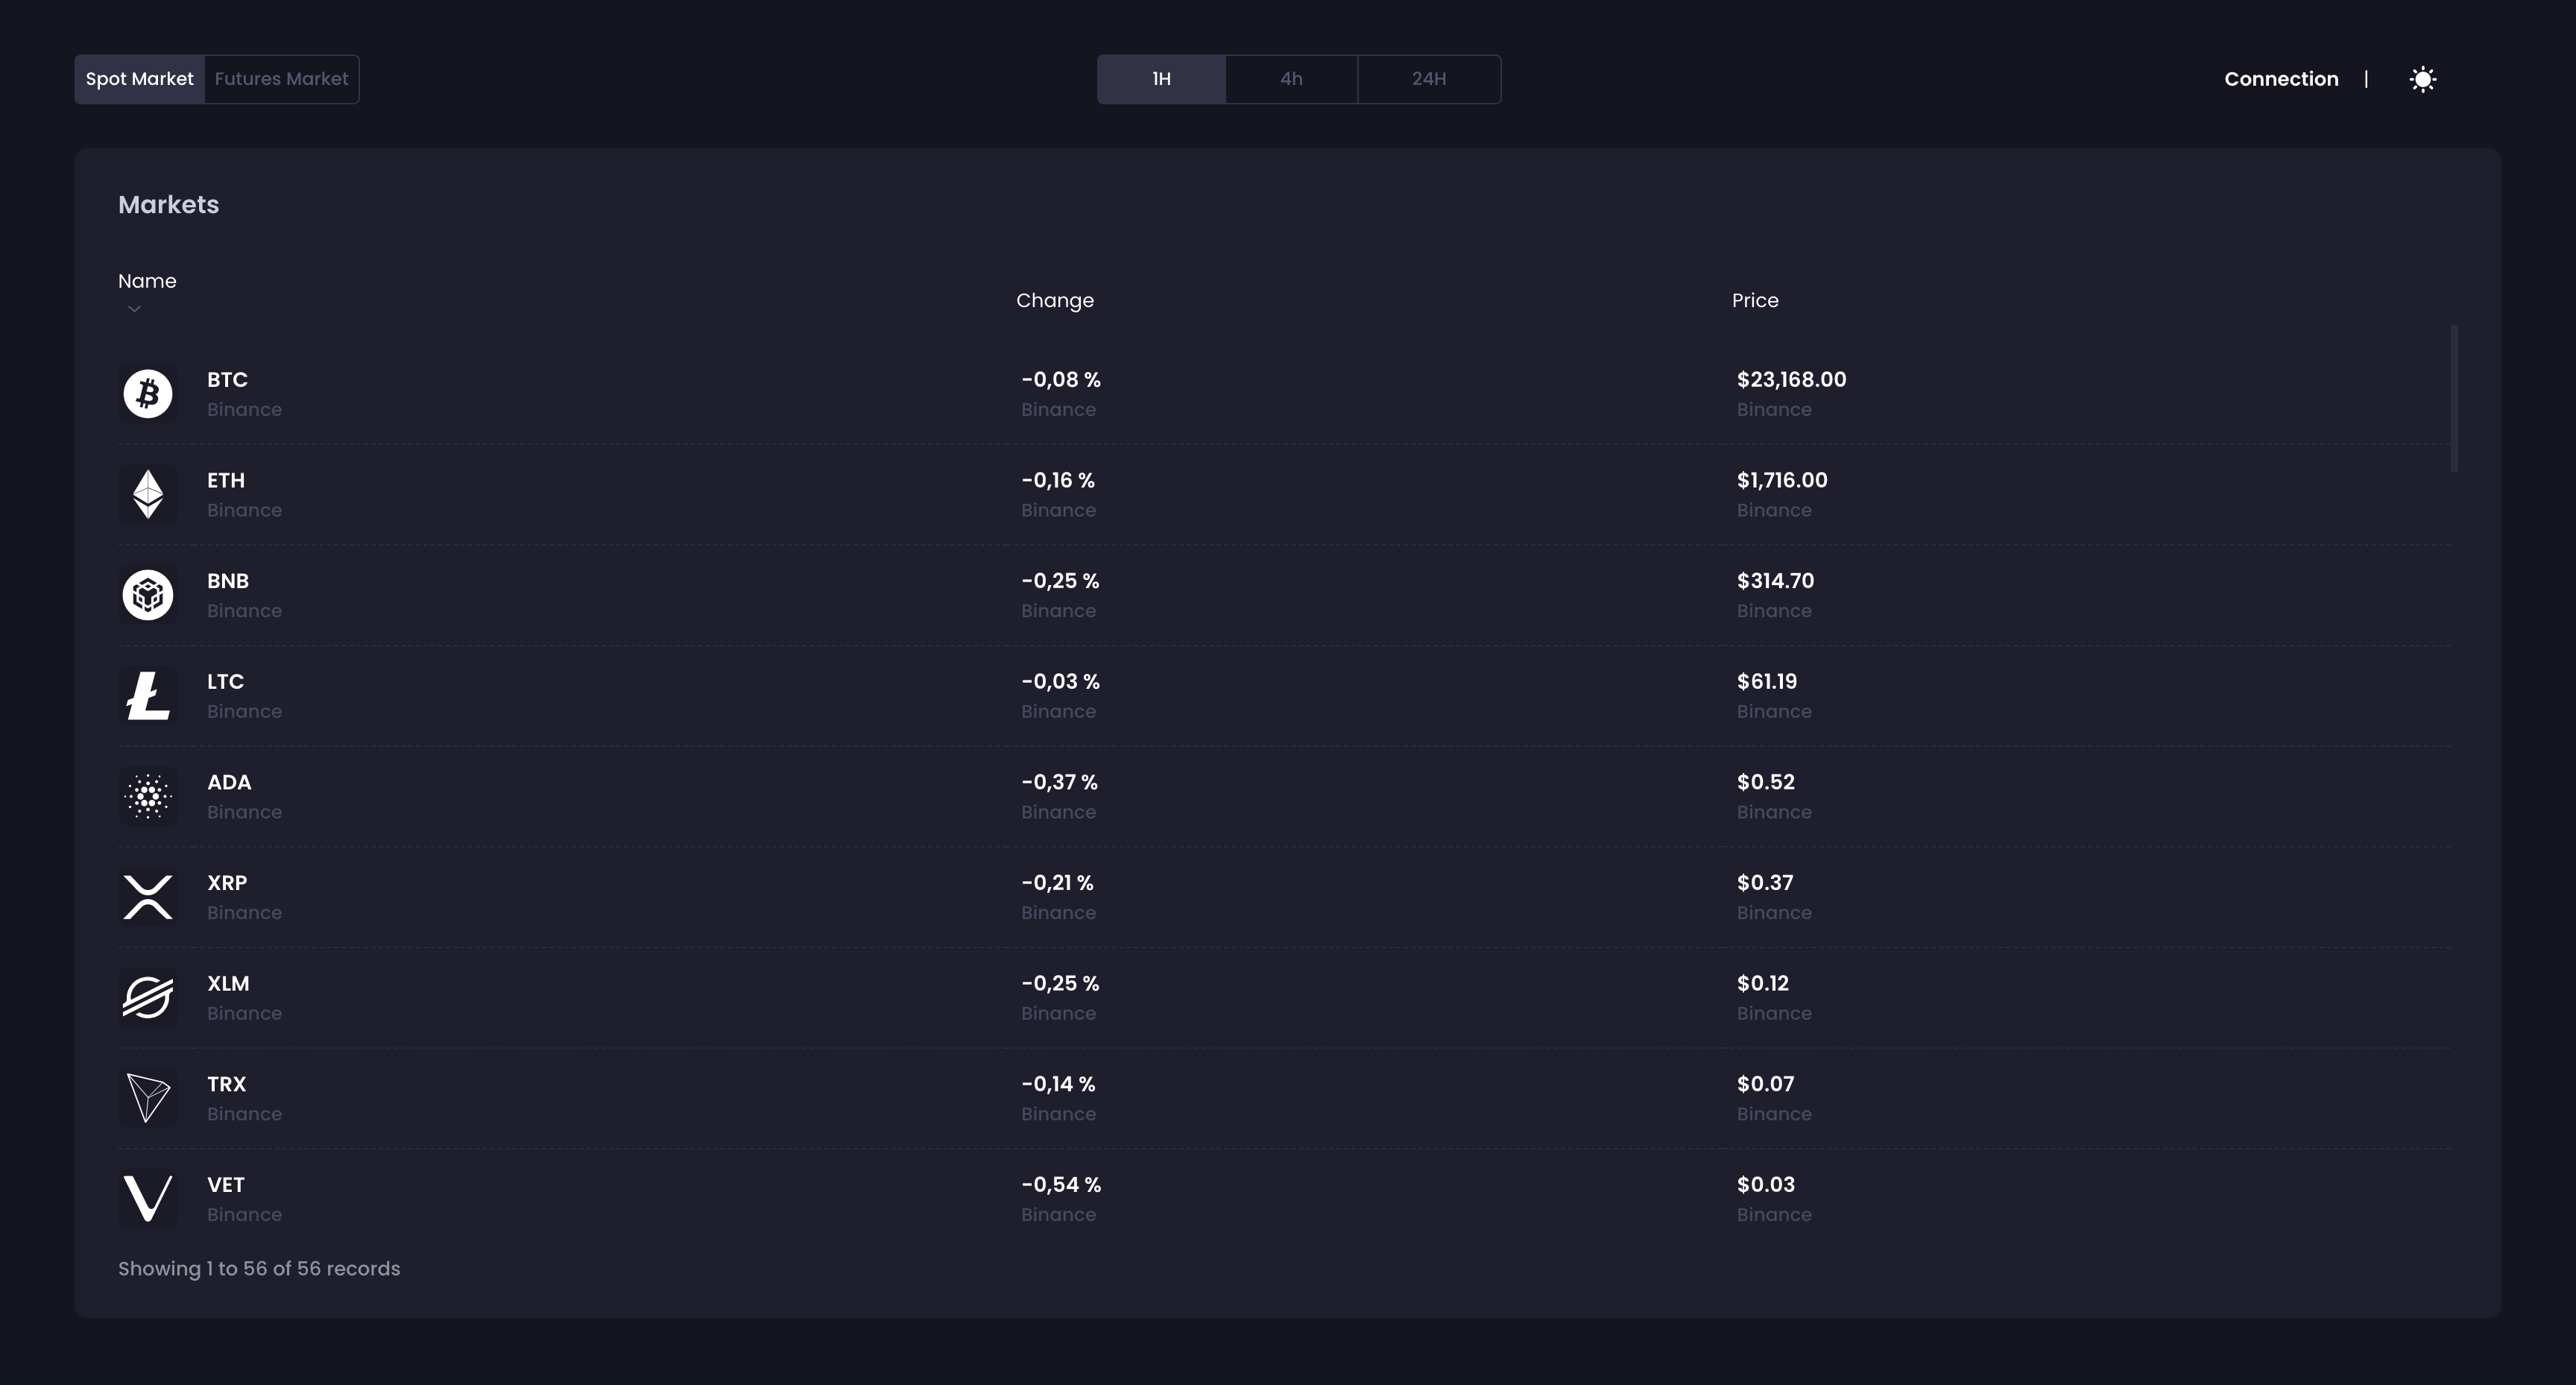 Spot Market Futures Market 1H 4h 24H Connection |
Markets
Name
Change Price
BTC -0,08 % $23,168.00
Binance Binance Binance
ETH -0,16 % $1,716.00
Binance Binance Binance
BNB -0,25 % $314.70
Binance Binance Binance
LTC -0,03 % $61.19
Binance Binance Binance
ADA -0,37 % $0.52
Binance Binance Binance
XRP -0,21 % $0.37
Binance Binance Binance
XLM -0,25 % $0.12
Binance Binance Binance
TRX -0,14 % $0.07
Binance Binance Binance
VET -0,54 % $0.03
Binance Binance Binance
Showing 1 to 56 of 56 records